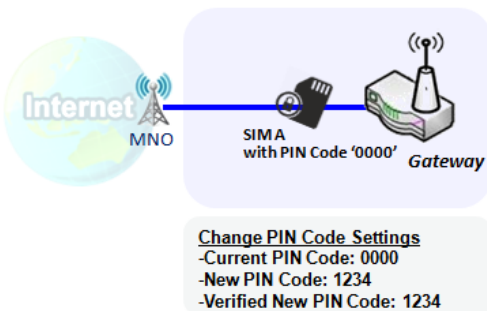 Internet
MNO
SIM A
with PIN Code ‘0000’
Gateway
Change PIN Code Settings
-Current PIN Code: 0000
-New PIN Code: 1234
-Verified New PIN Code: 1234